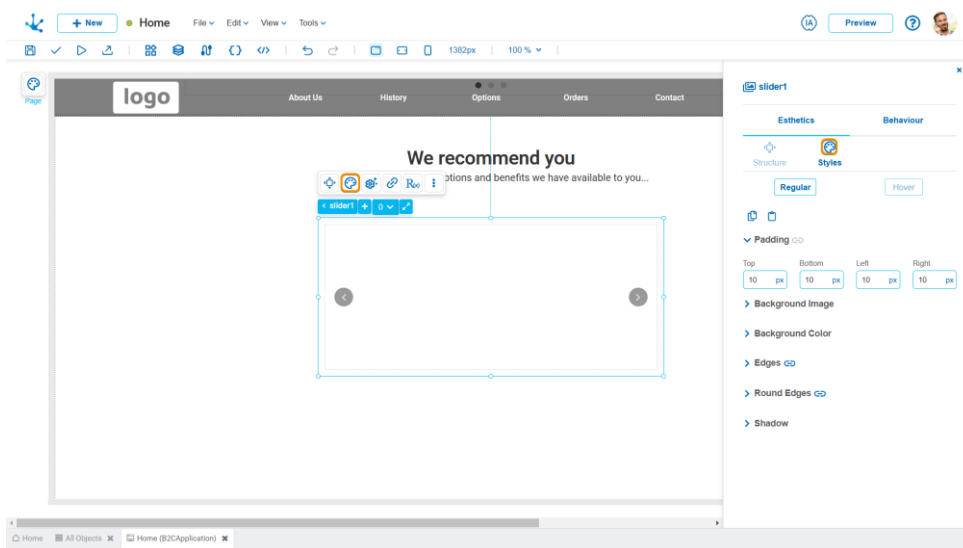 + New
Home
File
Edit
View
Tools
IA
Preview
?
1382px
100 %
Page
logo
About Us
History
Options
Orders
Contact
We recommend you
otions and benefits we have available to you...
slider1
+
0
slider1
Esthetics
Behaviour
Structure
Styles
Regular
Hover
Padding
Top
Bottom
Left
Right
10 px
10 px
10 px
10 px
Background Image
Background Color
Edges
Round Edges
Shadow
Home
All Objects
Home (B2CApplication)